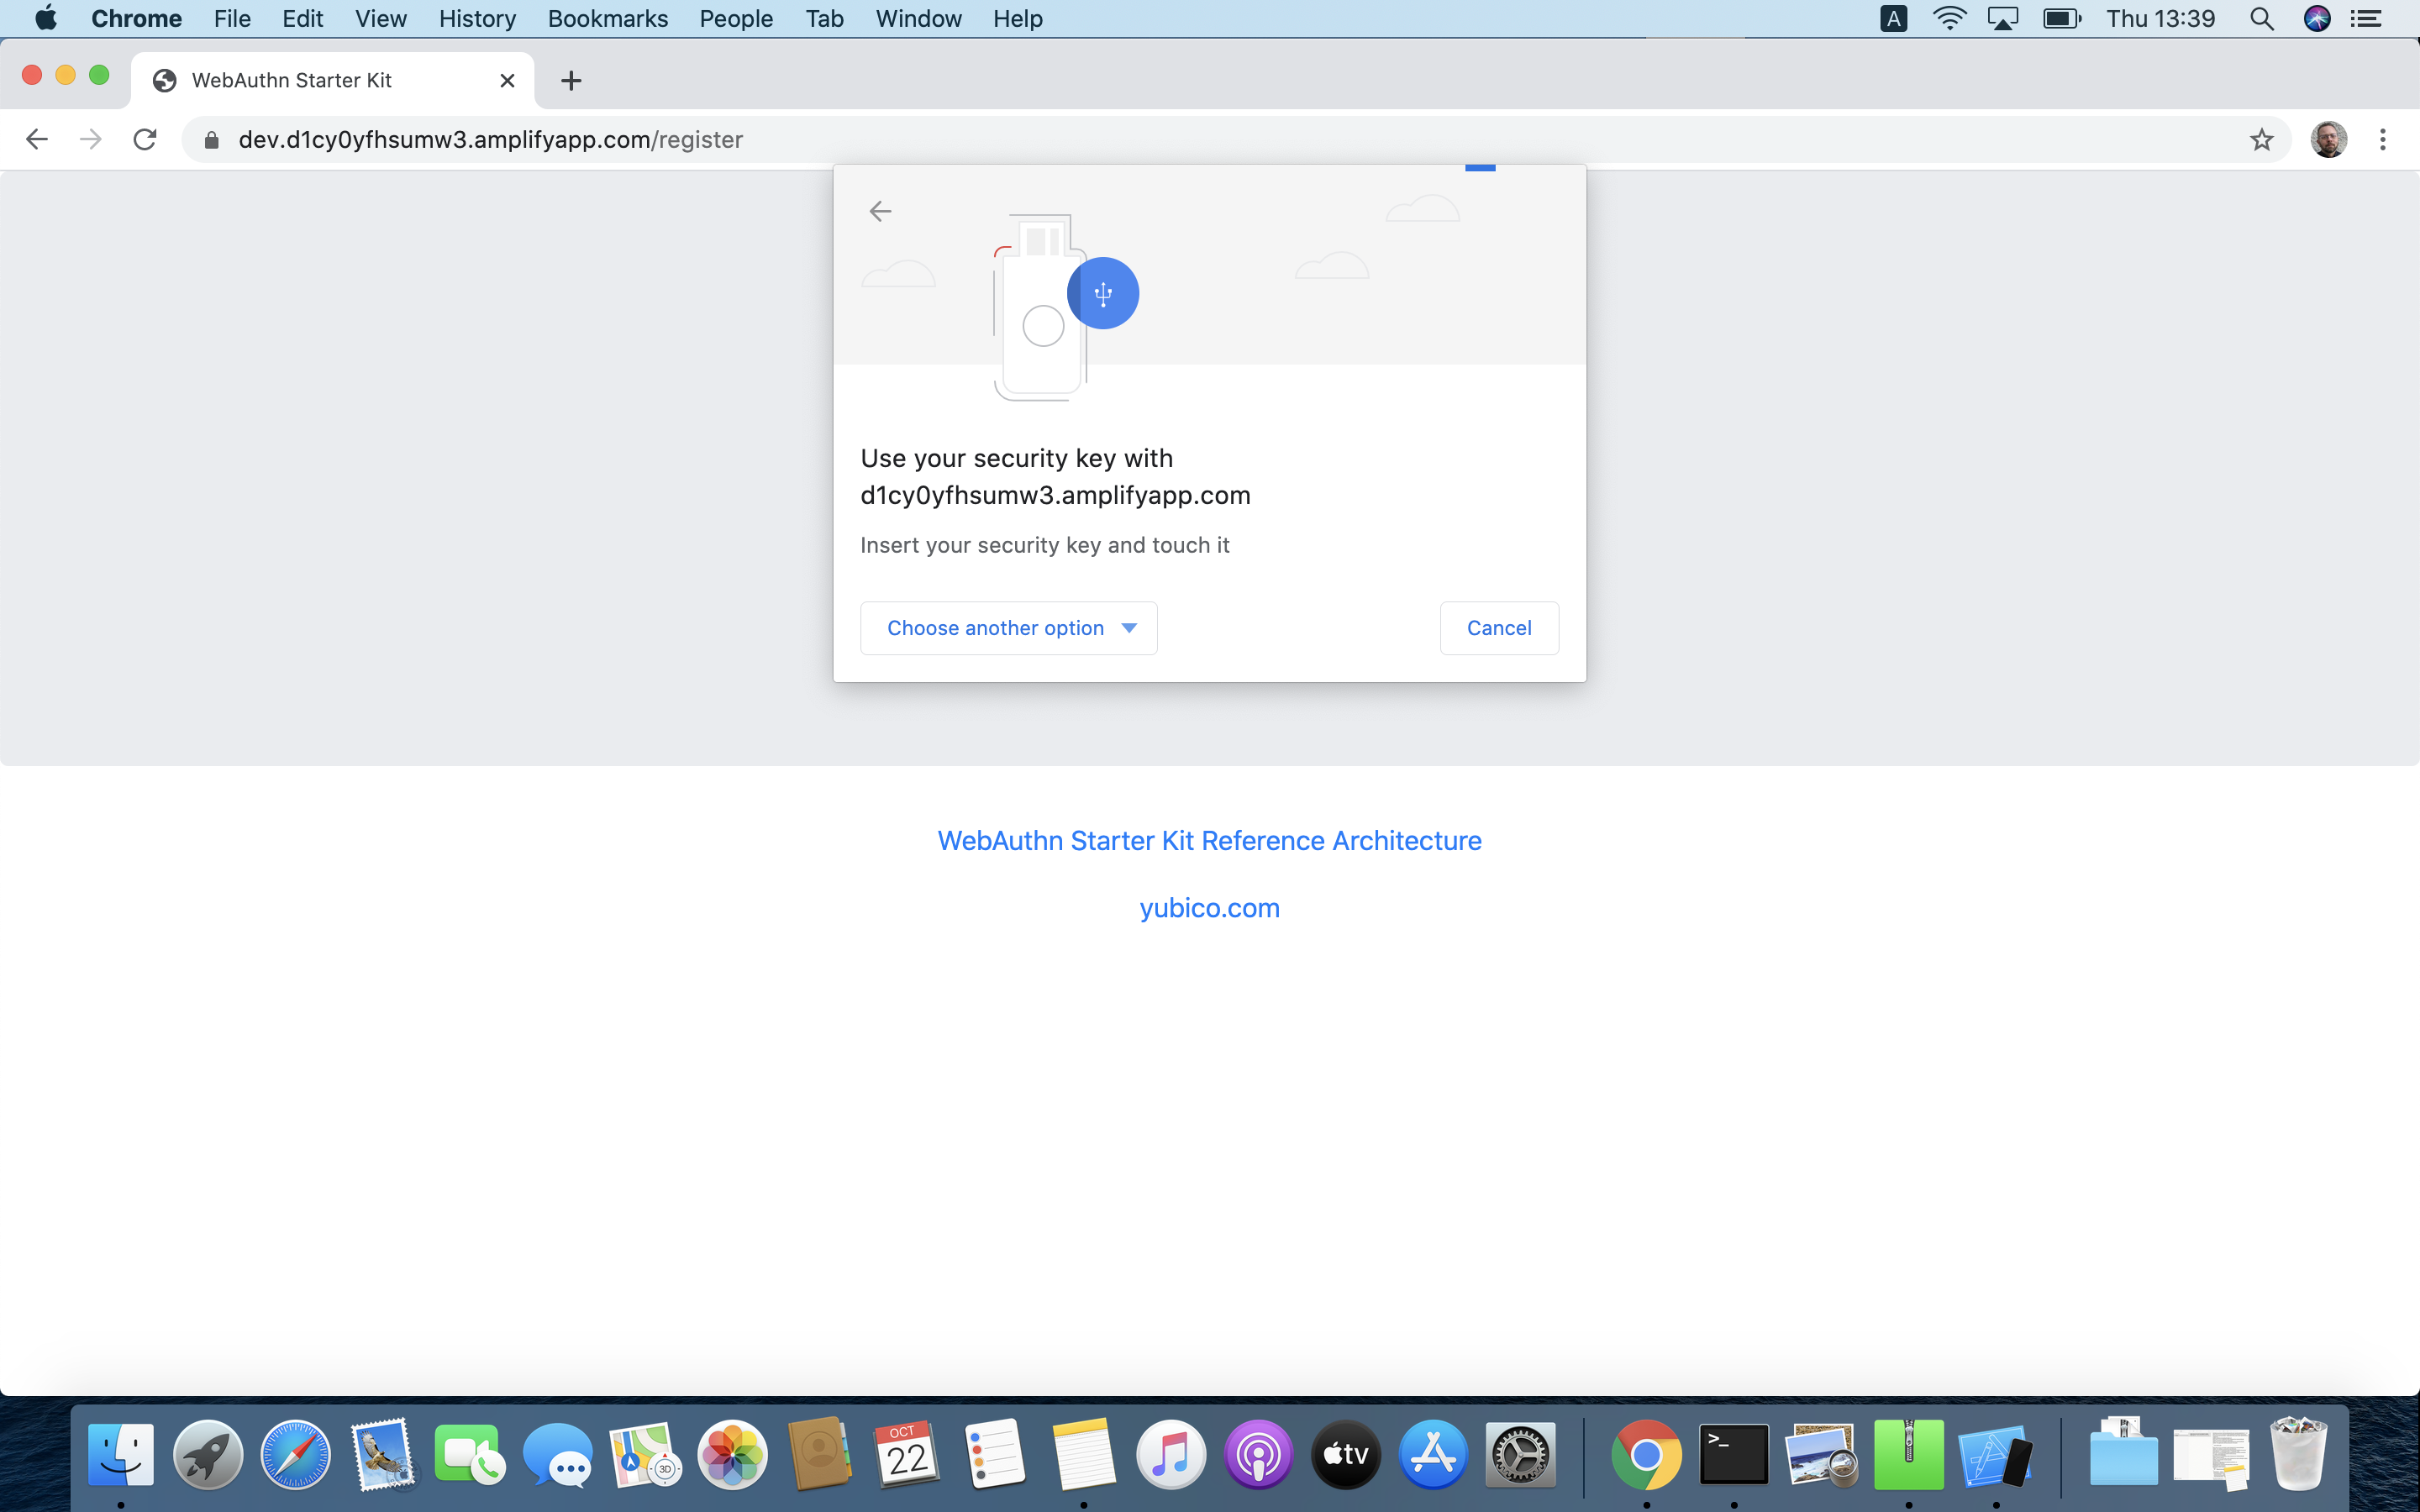 Chrome File Edit View History Bookmarks People Tab Window Help A Thu 13:39
WebAuthn Starter Kit
dev.d1cy0yfhsumw3.amplifyapp.com/register
Use your security key with
d1cy0yfhsumw3.amplifyapp.com
Insert your security key and touch it
Choose another option Cancel
WebAuthn Starter Kit Reference Architecture
yubico.com
OCT
22
3D
tv
>_